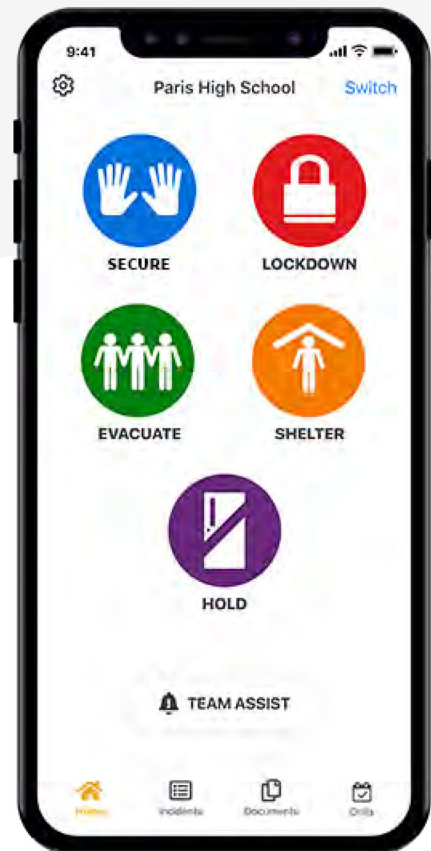 9:41
Paris High School Switch
SECURE LOCKDOWN
EVACUATE SHELTER
HOLD
TEAM ASSIST
Home Incidents Documents Drills